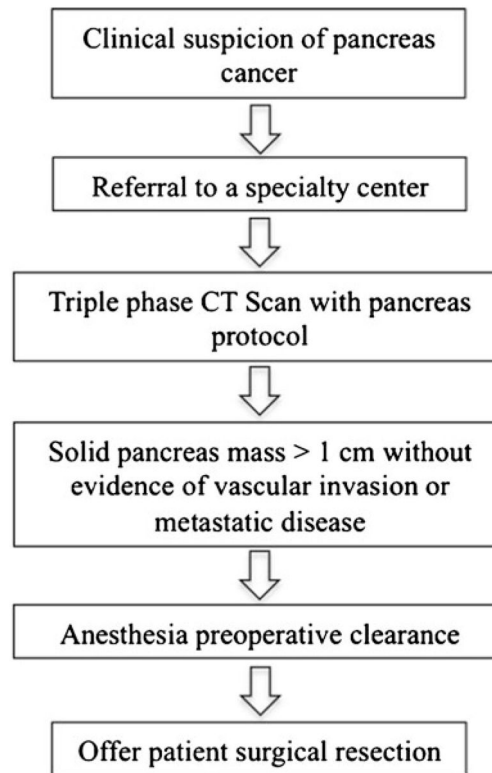 Clinical suspicion of pancreas
cancer
Referral to a specialty center
Triple phase CT Scan with pancreas
protocol
Solid pancreas mass > 1 cm without
evidence of vascular invasion or
metastatic disease
Anesthesia preoperative clearance
Offer patient surgical resection